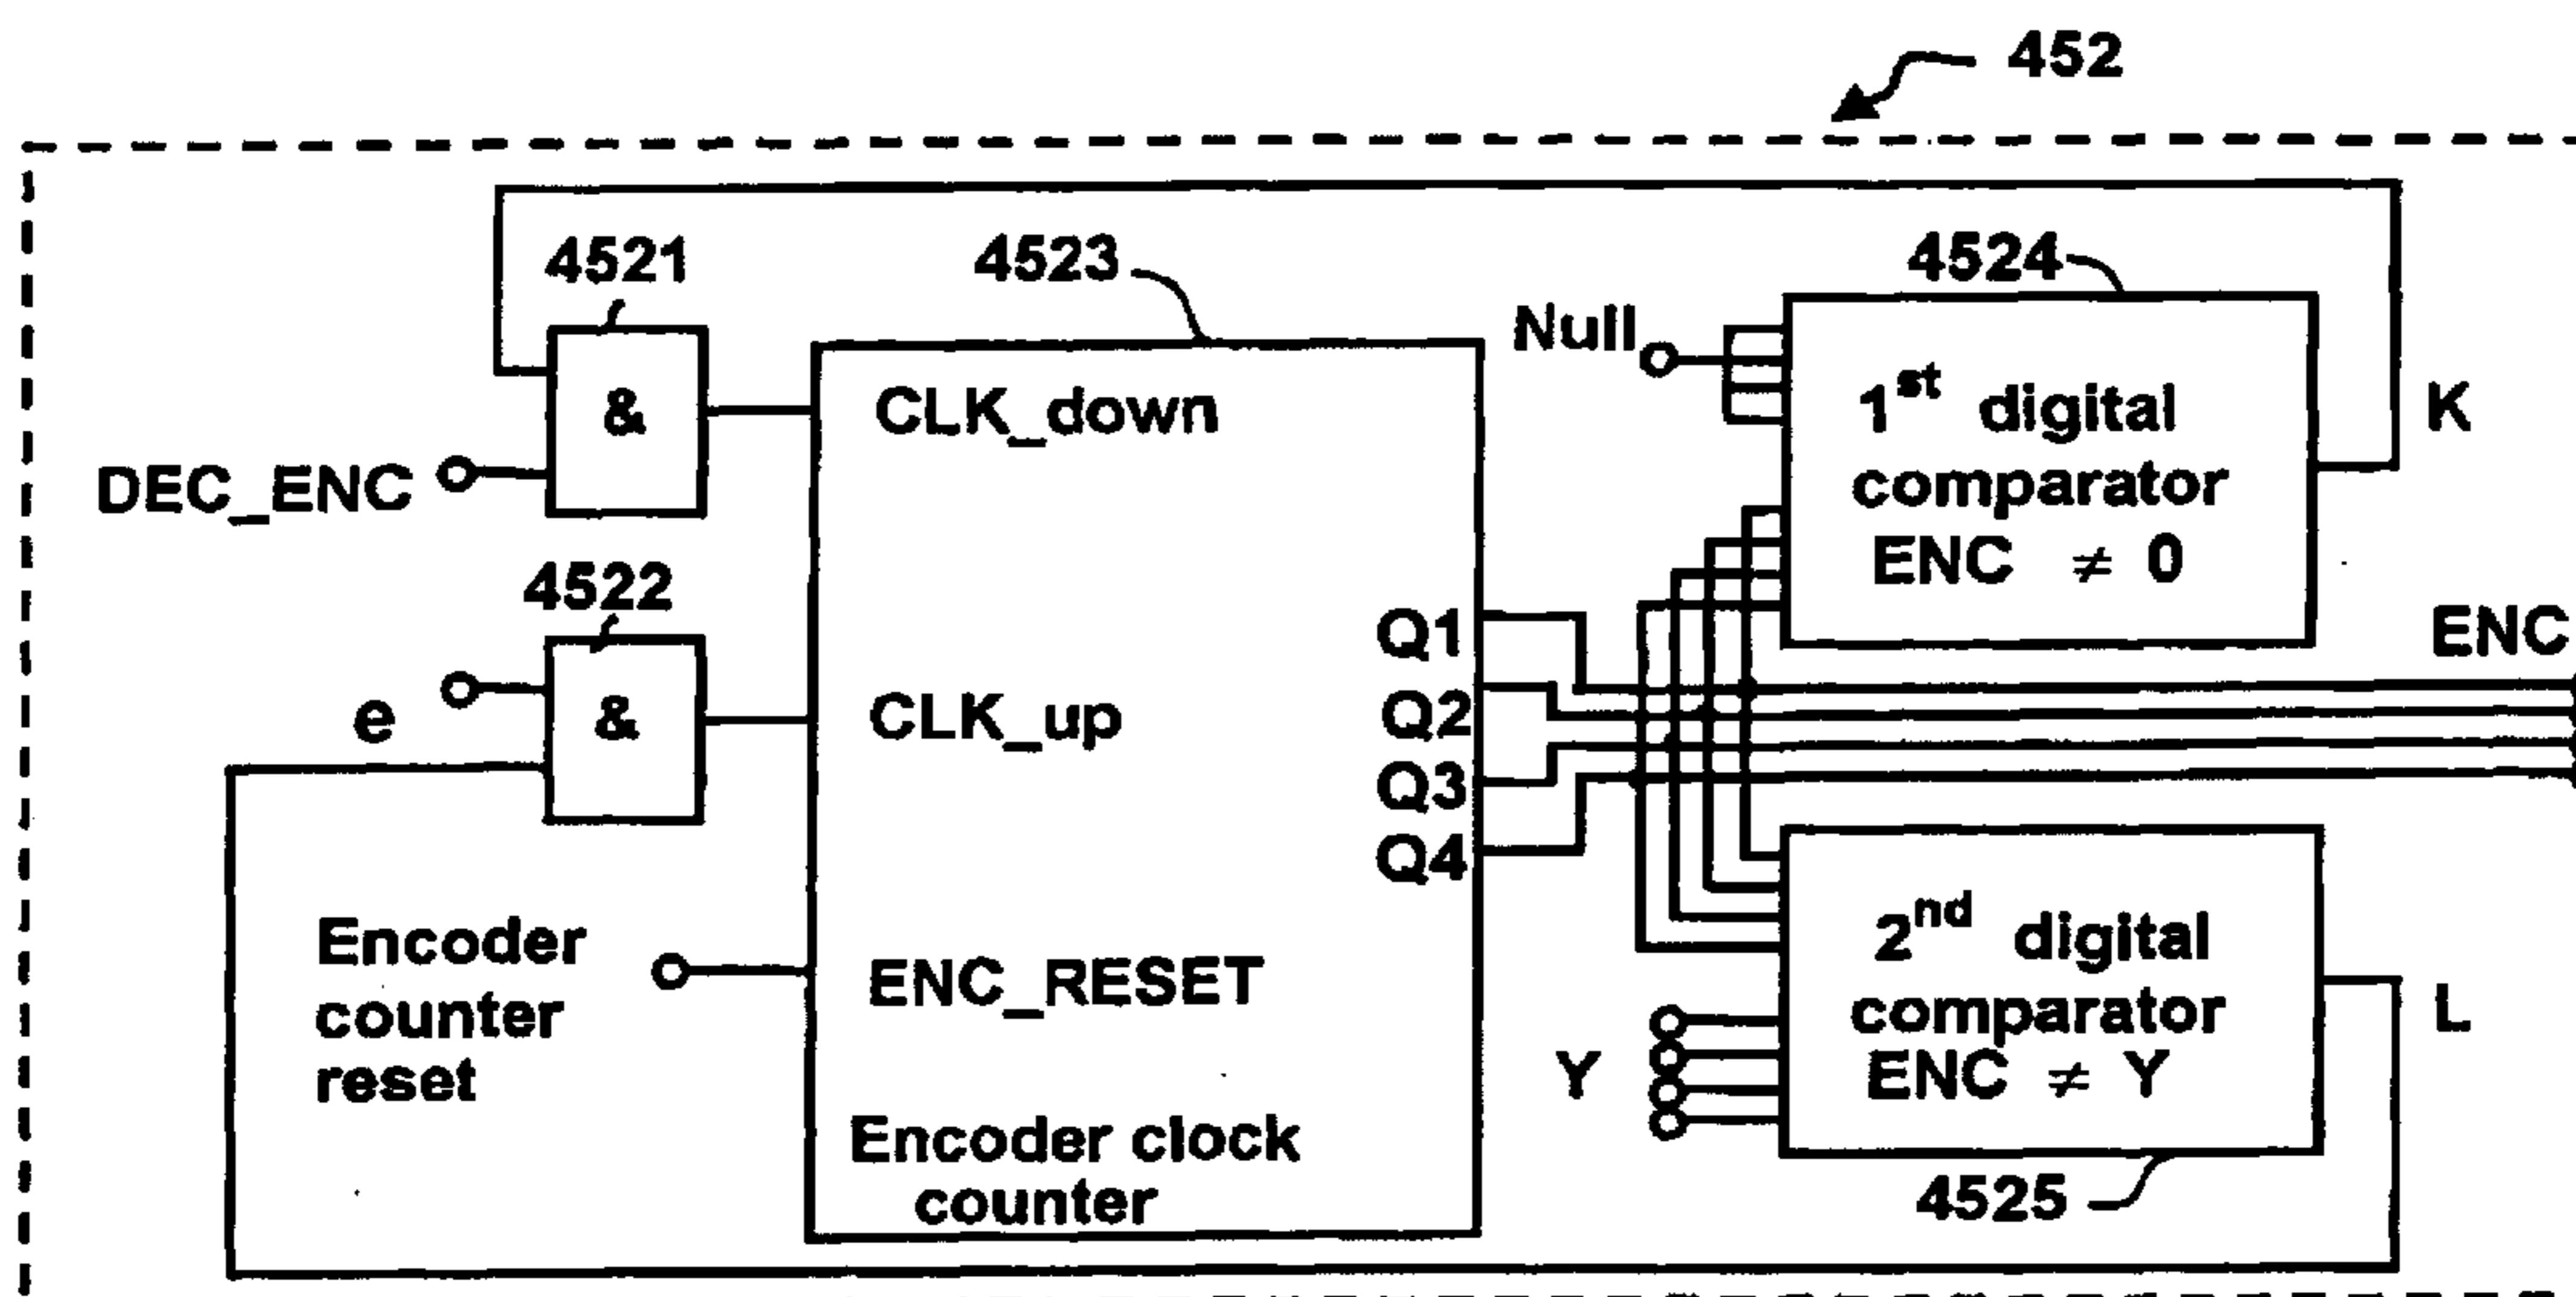 452
4521
4523
4524
Null
&
CLK_down
1st digital
comparator
ENC ≠ 0
K
DEC_ENC
4522
e
&
CLK_up
Q1
Q2
Q3
Q4
ENC
Encoder
counter
reset
ENC_RESET
Encoder clock
counter
2nd digital
comparator
ENC ≠ Y
Y
L
4525